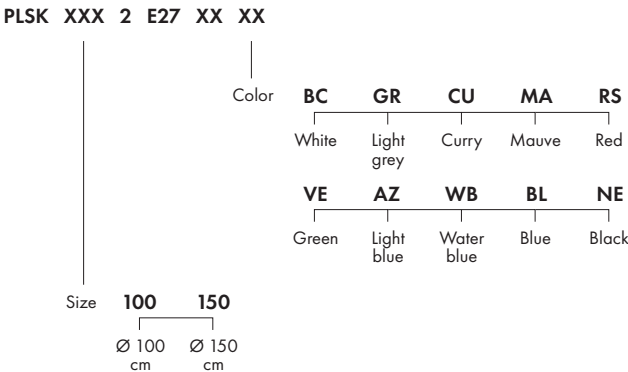 PLSK XXX 2 E27 XX XX
Color BC GR CU MA RS
White Light grey Curry Mauve Red
VE AZ WB BL NE
Green Light blue Water blue Blue Black
Size 100 150
Ø 100 cm Ø 150 cm